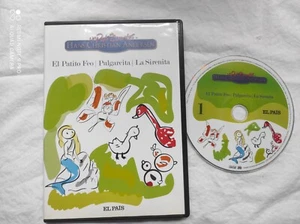 HANS CHRISTIAN ANDERSEN
El Patito Feo | Pulgarcita | La Sirenita
EL PAIS
El Patito Feo | Pulgarcita | La Sirenita
1
EL PAIS